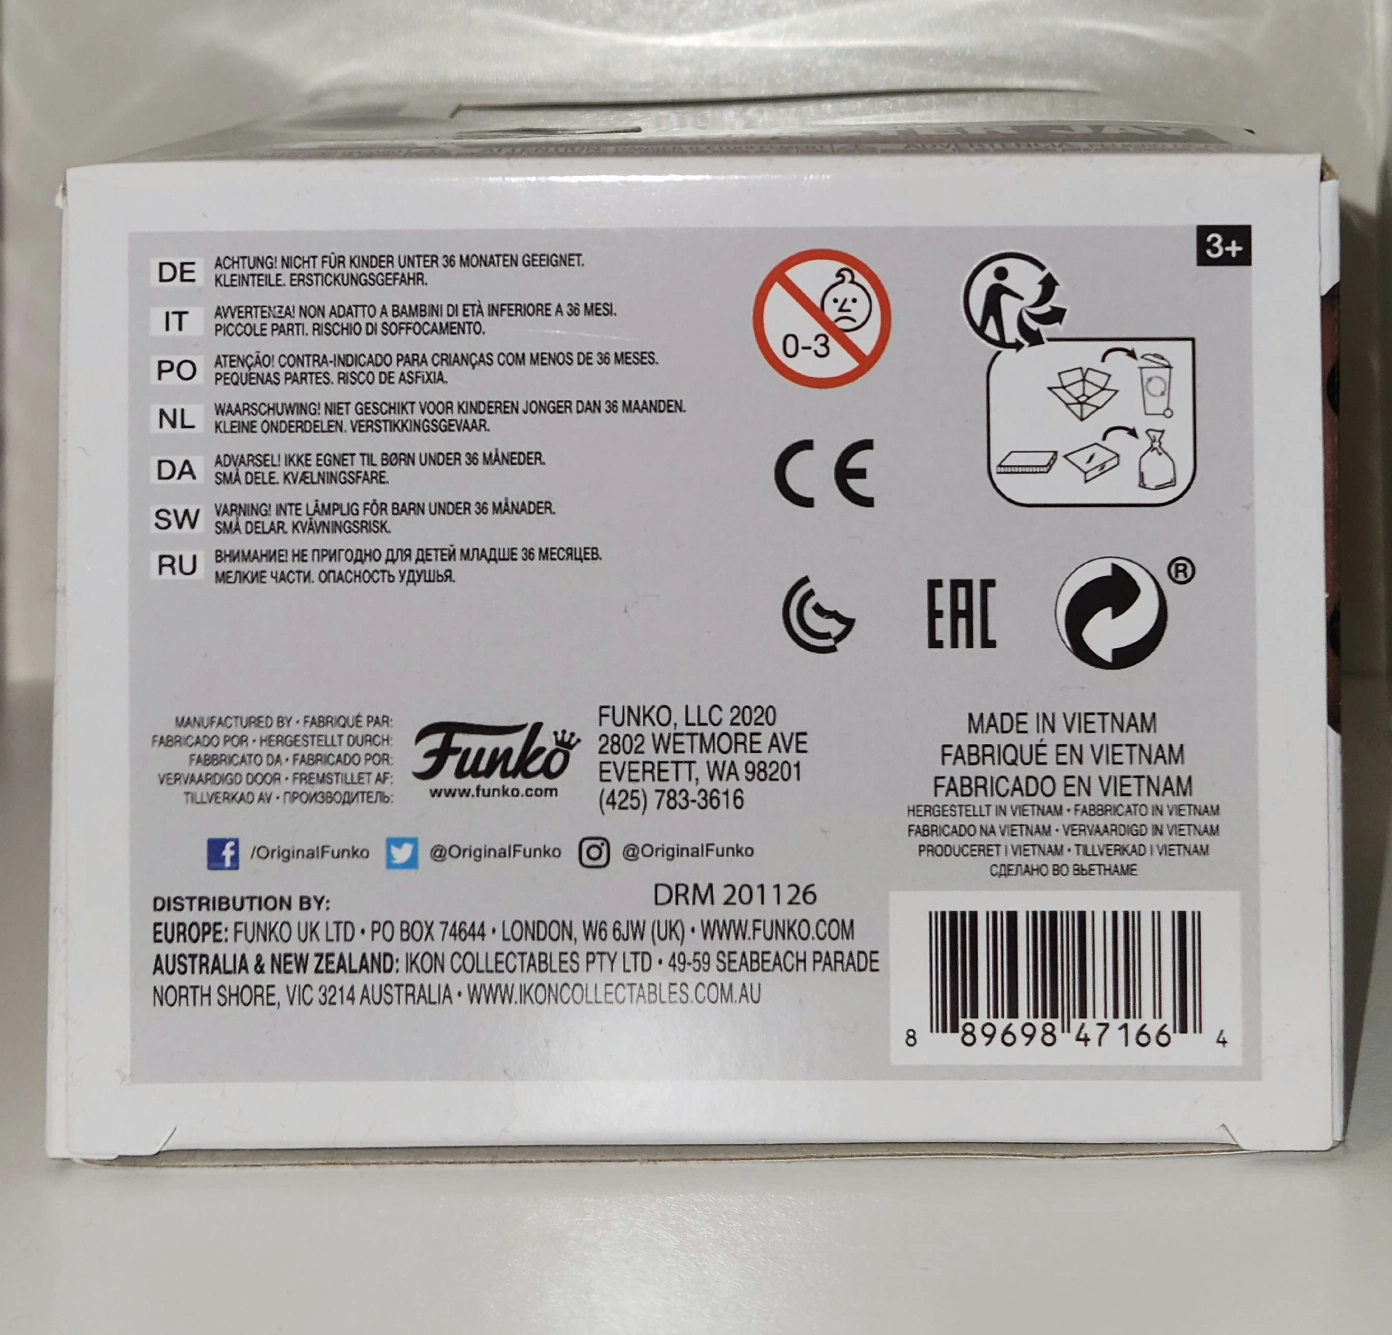 3+
DE ACHTUNG! NICHT FÜR KINDER UNTER 36 MONATEN GEEIGNET.
KLEINTEILE. ERSTICKUNGSGEFAHR.
IT AVVERTENZA! NON ADATTO A BAMBINI DI ETÀ INFERIORE A 36 MESI.
PICCOLE PARTI. RISCHIO DI SOFFOCAMENTO.
PO ATENÇÃO! CONTRA-INDICADO PARA CRIANÇAS COM MENOS DE 36 MESES.
PEQUENAS PARTES. RISCO DE ASFiXIA.
NL WAARSCHUWING! NIET GESCHIKT VOOR KINDEREN JONGER DAN 36 MAANDEN.
KLEINE ONDERDELEN. VERSTIKKINGSGEVAAR.
DA ADVARSEL! IKKE EGNET TIL BØRN UNDER 36 MÅNEDER.
SMÅ DELE. KVÆLNINGSFARE.
SW VARNING! INTE LÄMPLIG FÖR BARN UNDER 36 MÅNADER.
SMÅ DELAR. KVÄVNINGSRISK.
RU ВНИМАНИЕ! НЕ ПРИГОДНО ДЛЯ ДЕТЕЙ МЛАДШЕ 36 МЕСЯЦЕВ.
МЕЛКИЕ ЧАСТИ. ОПАСНОСТЬ УДУШЬЯ.
0-3
CE
EAC
®
MANUFACTURED BY • FABRIQUÉ PAR:
FABRICADO POR • HERGESTELLT DURCH:
FABBRICATO DA • FABRICADO POR:
VERVAARDIGD DOOR • FREMSTILLET AF:
TILLVERKAD AV • ПРОИЗВОДИТЕЛЬ:
Funko
www.funko.com
FUNKO, LLC 2020
2802 WETMORE AVE
EVERETT, WA 98201
(425) 783-3616
MADE IN VIETNAM
FABRIQUÉ EN VIETNAM
FABRICADO EN VIETNAM
HERGESTELLT IN VIETNAM • FABBRICATO IN VIETNAM
FABRICADO NA VIETNAM • VERVAARDIGD IN VIETNAM
PRODUCERET I VIETNAM • TILLVERKAD I VIETNAM
СДЕЛАНО ВО ВЬЕТНАМЕ
/OriginalFunko @OriginalFunko @OriginalFunko
DRM 201126
DISTRIBUTION BY:
EUROPE: FUNKO UK LTD • PO BOX 74644 • LONDON, W6 6JW (UK) • WWW.FUNKO.COM
AUSTRALIA & NEW ZEALAND: IKON COLLECTABLES PTY LTD • 49-59 SEABEACH PARADE
NORTH SHORE, VIC 3214 AUSTRALIA • WWW.IKONCOLLECTABLES.COM.AU
8 89698 47166 4